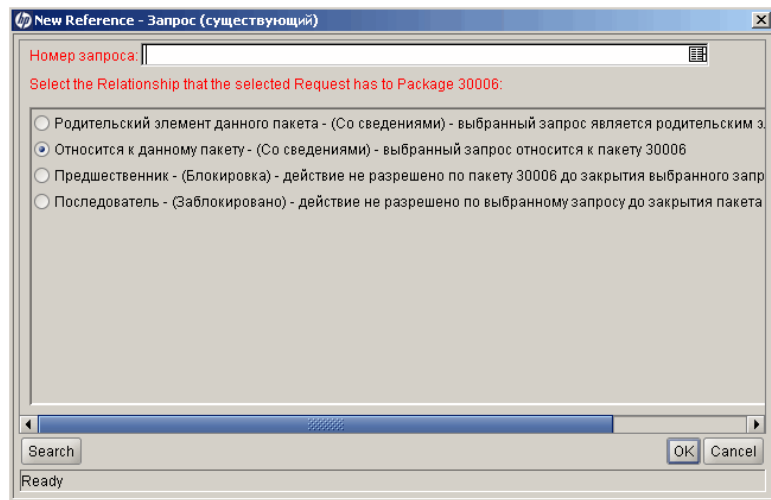 hp New Reference - Запрос (существующий)
Номер запроса:
Select the Relationship that the selected Request has to Package 30006:
Родительский элемент данного пакета - (Со сведениями) - выбранный запрос является родительским э.
Относится к данному пакету - (Со сведениями) - выбранный запрос относится к пакету 30006
Предшественник - (Блокировка) - действие не разрешено по пакету 30006 до закрытия выбранного запр
Последователь - (Заблокировано) - действие не разрешено по выбранному запросу до закрытия пакета
Search OK Cancel
Ready